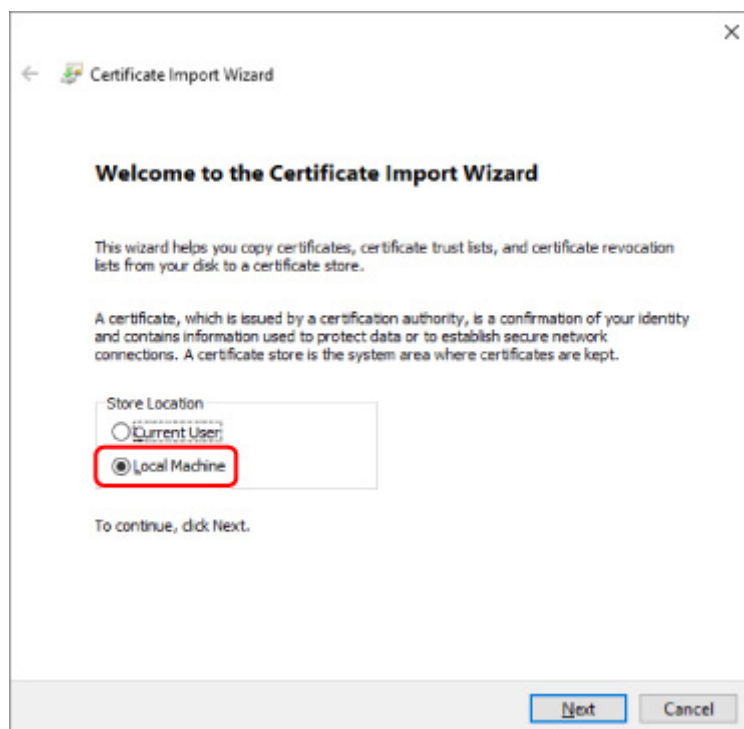 Certificate Import Wizard
Welcome to the Certificate Import Wizard
This wizard helps you copy certificates, certificate trust lists, and certificate revocation
lists from your disk to a certificate store.
A certificate, which is issued by a certification authority, is a confirmation of your identity
and contains information used to protect data or to establish secure network
connections. A certificate store is the system area where certificates are kept.
Store Location
Current User
Local Machine
To continue, click Next.
Next
Cancel